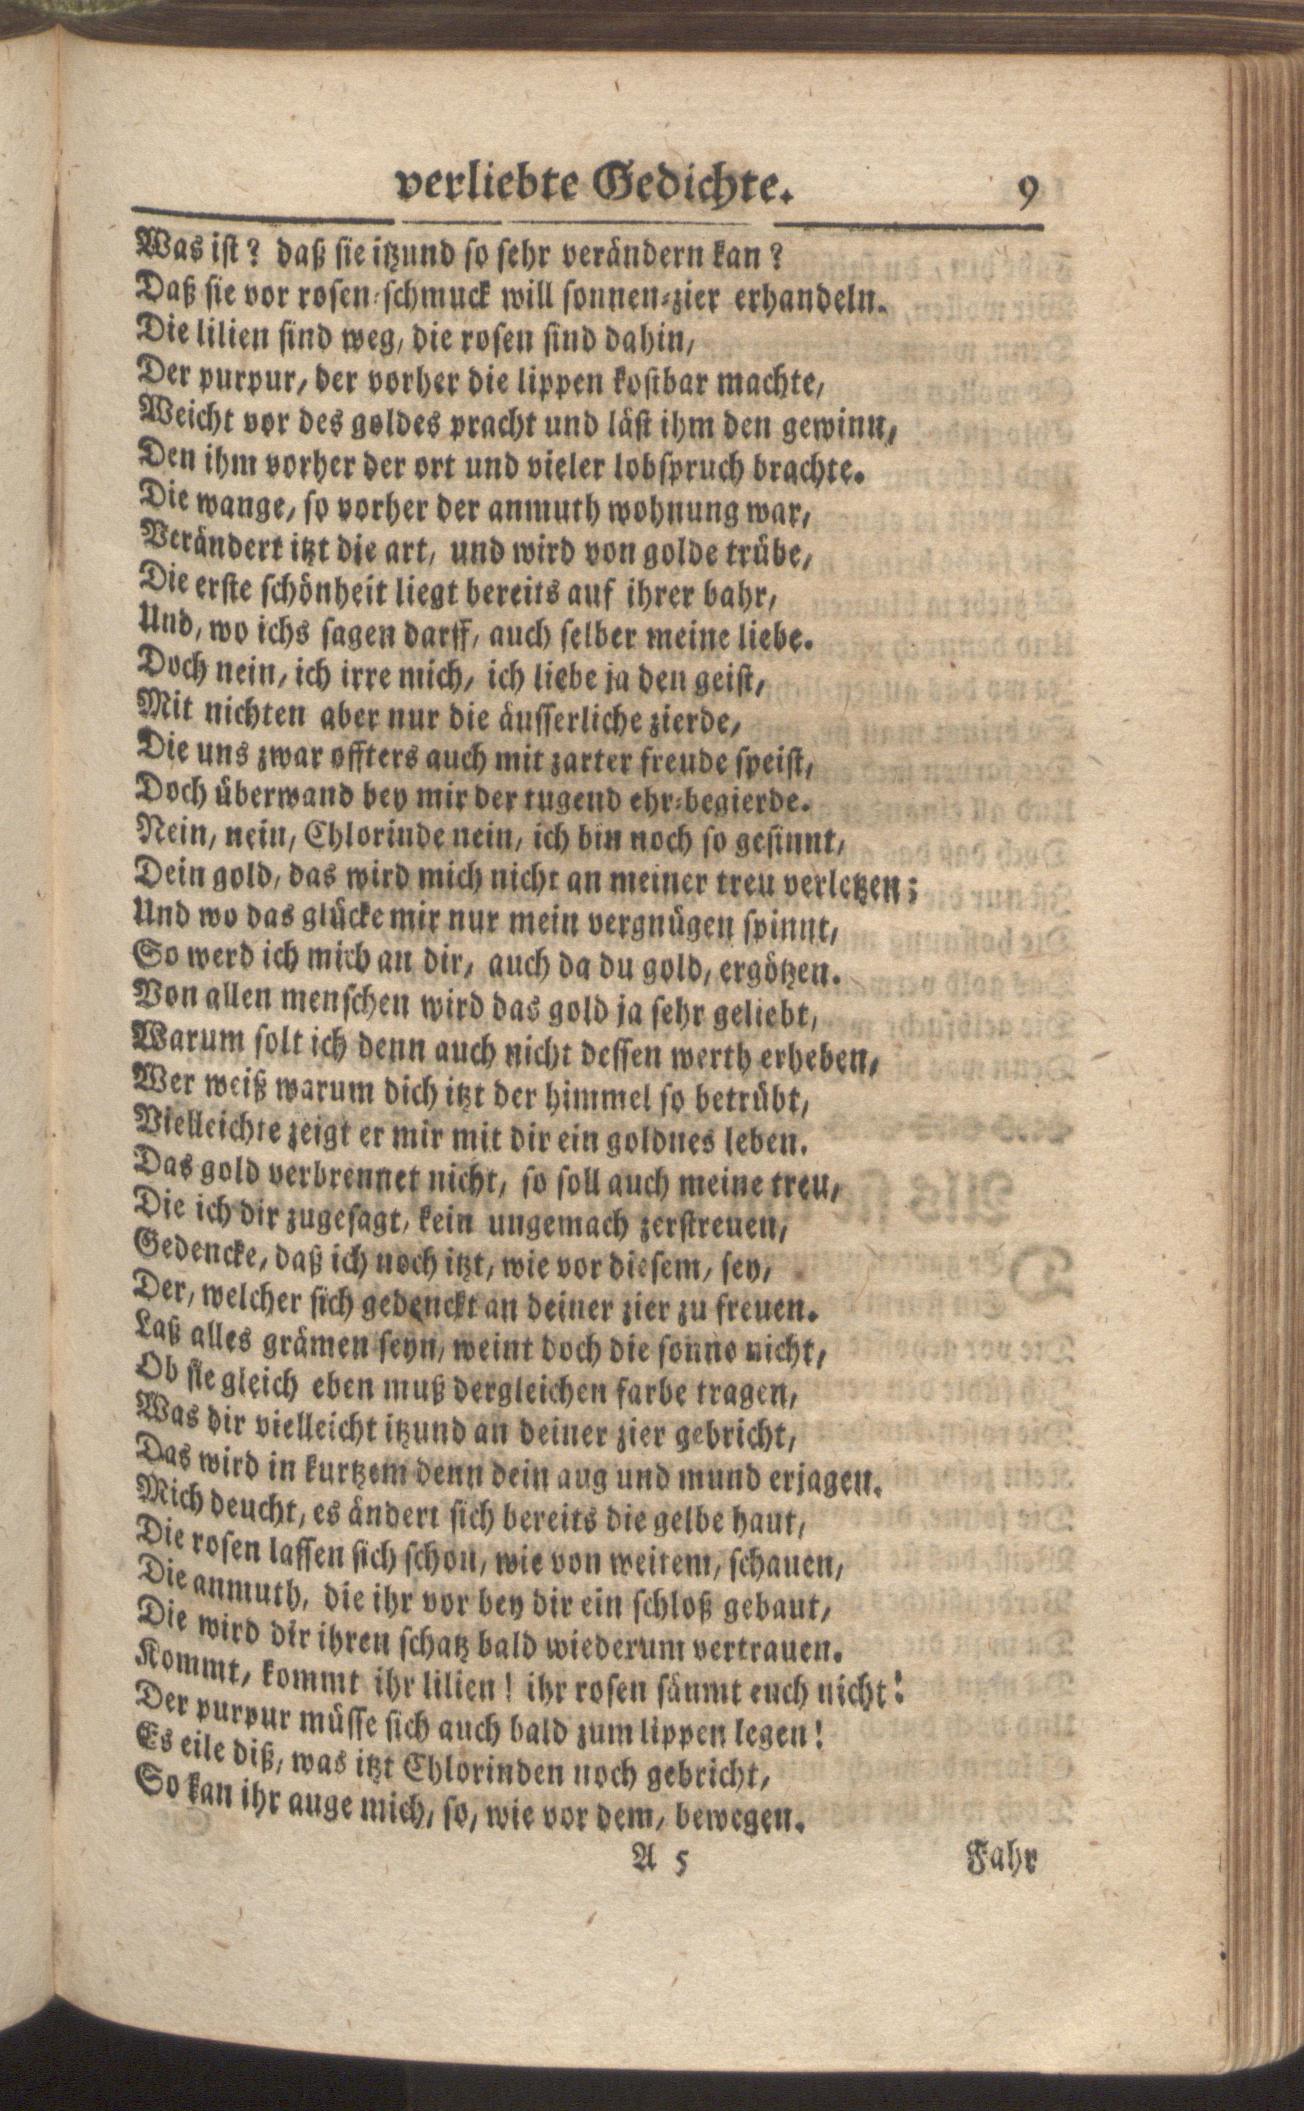 verliebte Gedichte. 9
Was ist? daß sie itzund so sehr verändern kan?
Daß sie vor rosen-schmuck will sonnen-zier erhandeln.
Die lilien sind weg, die rosen sind dahin,
Der purpur, der vorher die lippen kostbar machte,
Weicht vor des goldes pracht und läst ihm den gewinn,
Den ihm vorher der ort und vieler lobspruch brachte.
Die wange, so vorher der anmuth wohnung war,
Verändert itzt die art, und wird von golde trübe,
Die erste schönheit liegt bereits auf ihrer bahr,
Und, wo ichs sagen darff, auch selber meine liebe.
Doch nein, ich irre mich, ich liebe ja den geist,
Mit nichten aber nur die äusserliche zierde,
Die uns zwar offters auch mit zarter freude speist,
Doch überwand bey mir der tugend ehr-begierde.
Nein, nein, Chlorinde nein, ich bin noch so gesinnt,
Dein gold, das wird mich nicht an meiner treu verletzen;
Und wo das glücke mir nur mein vergnügen spinnt,
So werd ich mich an dir, auch da du gold, ergötzen.
Von allen menschen wird das gold ja sehr geliebt,
Warum solt ich denn auch nicht dessen werth erheben,
Wer weiß warum dich itzt der himmel so betrübt,
Vielleichte zeigt er mir mit dir ein goldnes leben.
Das gold verbrennet nicht, so soll auch meine treu,
Die ich dir zugesagt, kein ungemach zerstreuen,
Gedencke, daß ich noch itzt, wie vor diesem, sey,
Der, welcher sich gedenckt an deiner zier zu freuen.
Laß alles grämen seyn, weint doch die sonne nicht,
Ob sie gleich eben muß dergleichen farbe tragen,
Was dir vielleicht itzund an deiner zier gebricht,
Das wird in kurtzem denn dein aug und mund erjagen.
Mich deucht, es ändert sich bereits die gelbe haut,
Die rosen lassen sich schon, wie von weitem, schauen,
Die anmuth, die ihr vor bey dir ein schloß gebaut,
Die wird dir ihren schatz bald wiederum vertrauen.
Kommt, kommt ihr lilien! ihr rosen säumt euch nicht!
Der purpur müsse sich auch bald zum lippen legen!
Es eile diß, was itzt Chlorinden noch gebricht,
So kan ihr auge mich, so, wie vor dem, bewegen.
A 5 Fahr